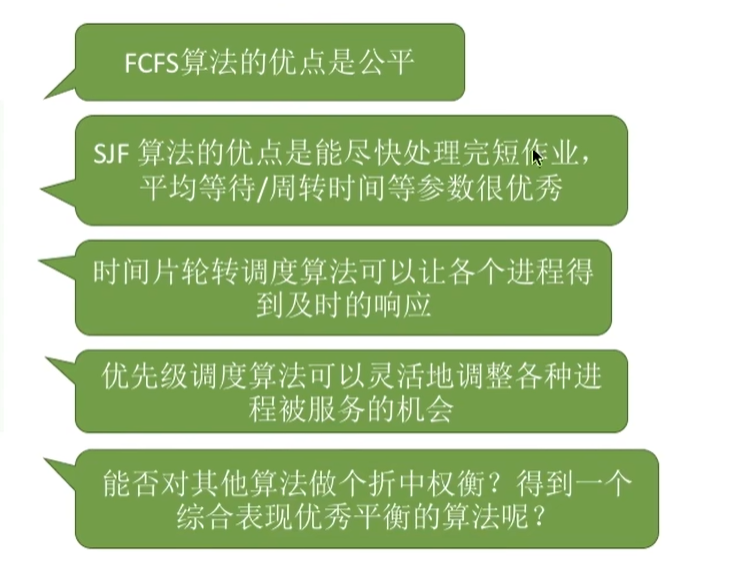 FCFS算法的优点是公平
SJF 算法的优点是能尽快处理完短作业，
平均等待/周转时间等参数很优秀
时间片轮转调度算法可以让各个进程得
到及时的响应
优先级调度算法可以灵活地调整各种进
程被服务的机会
能否对其他算法做个折中权衡？得到一个
综合表现优秀平衡的算法呢？